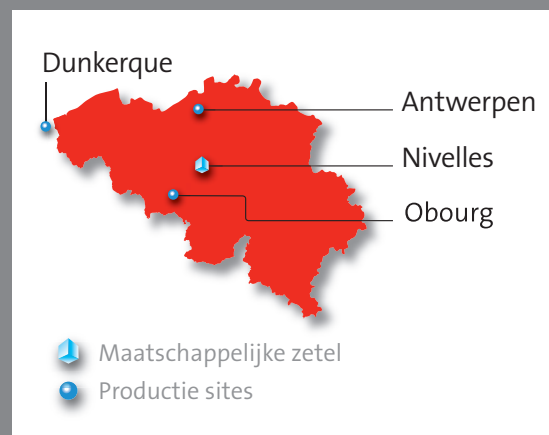 Dunkerque
Antwerpen
Nivelles
Obourg
Maatschappelijke zetel
Productie sites